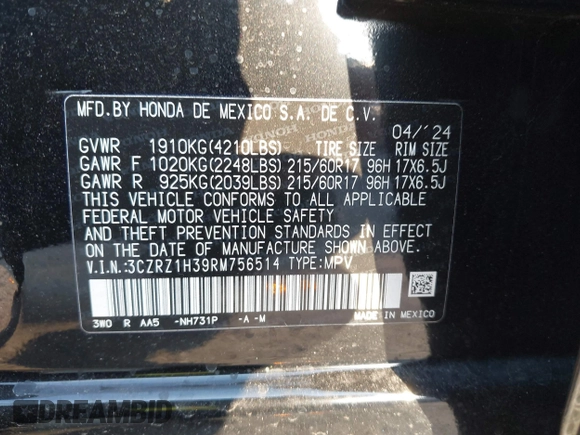 MFD.BY HONDA DE MEXICO S.A. DE C.V.
04/'24
GVWR 1910KG(4210LBS) TIRE SIZE RIM SIZE
GAWR F 1020KG(2248LBS) 215/60R17 96H 17X6.5J
GAWR R 925KG(2039LBS) 215/60R17 96H 17X6.5J
THIS VEHICLE CONFORMS TO ALL APPLICABLE
FEDERAL MOTOR VEHICLE SAFETY
AND THEFT PREVENTION STANDARDS IN EFFECT
ON THE DATE OF MANUFACTURE SHOWN ABOVE.
V.I.N.:3CZRZ1H39RM756514 TYPE:MPV
3W0 R AA5 -NH731P -A -M
MADE IN MEXICO
DREAMBID